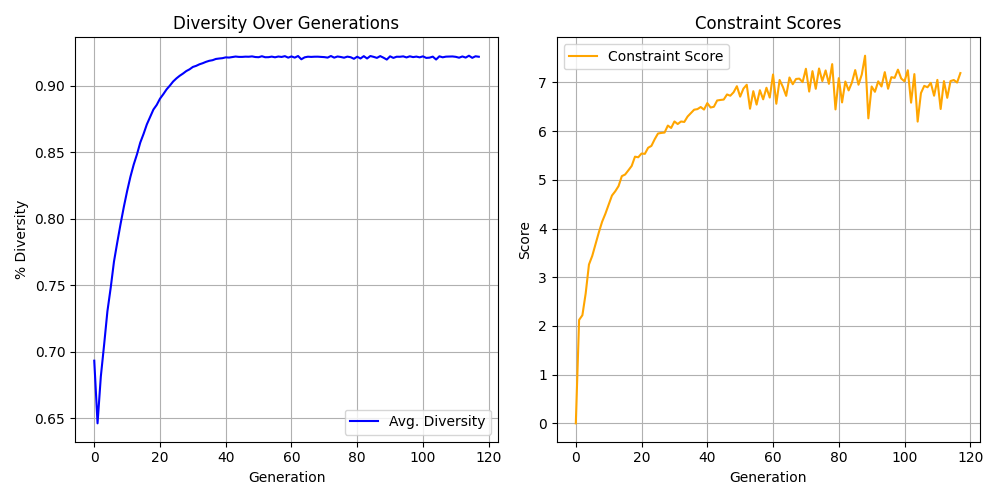 Diversity Over Generations
% Diversity
0.90
0.85
0.80
0.75
0.70
0.65
0 20 40 60 80 100 120
Generation
Avg. Diversity
Constraint Scores
Score
7
6
5
4
3
2
1
0
0 20 40 60 80 100 120
Generation
Constraint Score